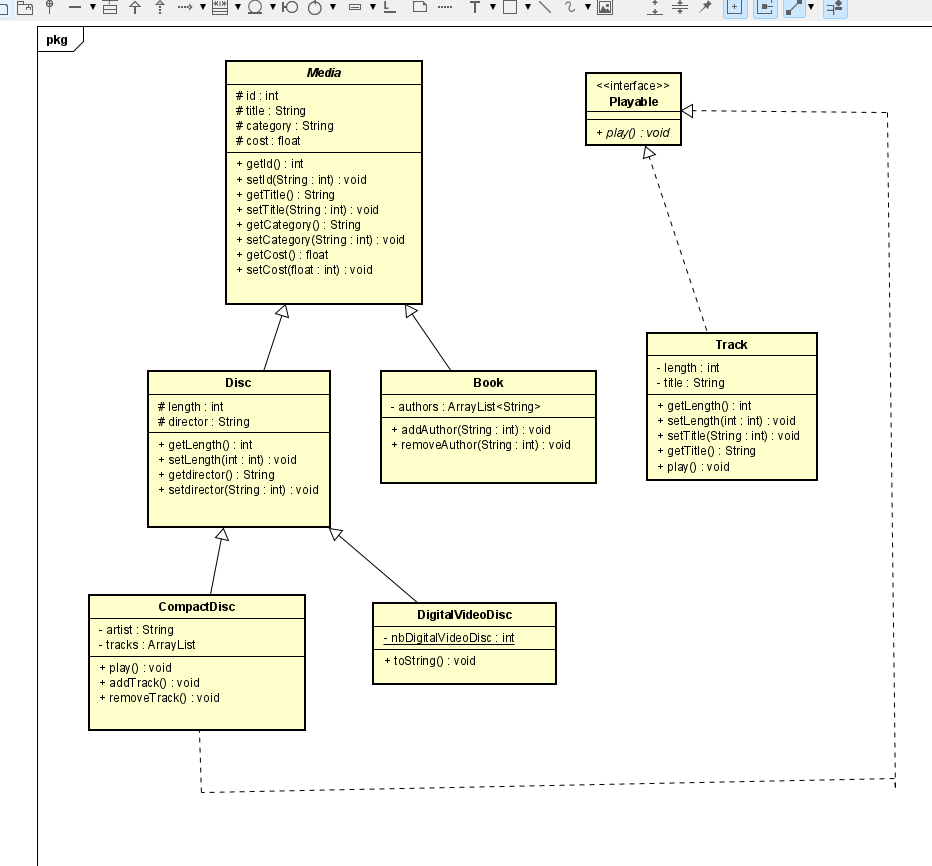 pkg
Media
# id : int
# title : String
# category : String
# cost : float
+ getId() : int
+ setId(String : int) : void
+ getTitle() : String
+ setTitle(String : int) : void
+ getCategory() : String
+ setCategory(String : int) : void
+ getCost() : float
+ setCost(float : int) : void
<<interface>>
Playable
+ play() : void
Track
- length : int
- title : String
+ getLength() : int
+ setLength(int : int) : void
+ setTitle(String : int) : void
+ getTitle() : String
+ play() : void
Disc
# length : int
# director : String
+ getLength() : int
+ setLength(int : int) : void
+ getdirector() : String
+ setdirector(String : int) : void
Book
- authors : ArrayList<String>
+ addAuthor(String : int) : void
+ removeAuthor(String : int) : void
CompactDisc
- artist : String
- tracks : ArrayList
+ play() : void
+ addTrack() : void
+ removeTrack() : void
DigitalVideoDisc
- nbDigitalVideoDisc : int
+ toString() : void